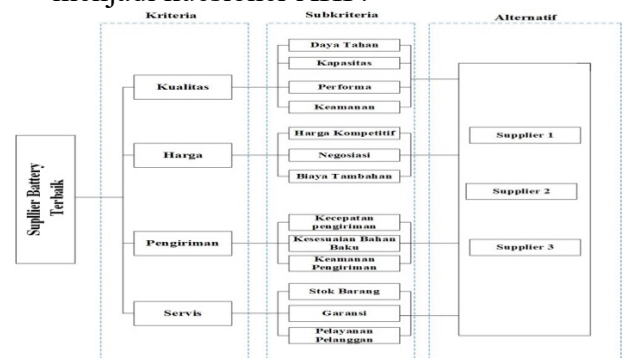 Kriteria
Subkriteria
Alternatif
Supllier Battery
Terbaik
Kualitas
Harga
Pengiriman
Servis
Daya Tahan
Kapasitas
Performa
Keamanan
Harga Kompetitif
Negosiasi
Biaya Tambahan
Kecepatan
pengiriman
Kesesuaian Bahan
Baku
Keamanan
Pengiriman
Stok Barang
Garansi
Pelayanan
Pelanggan
Supplier 1
Supplier 2
Supplier 3